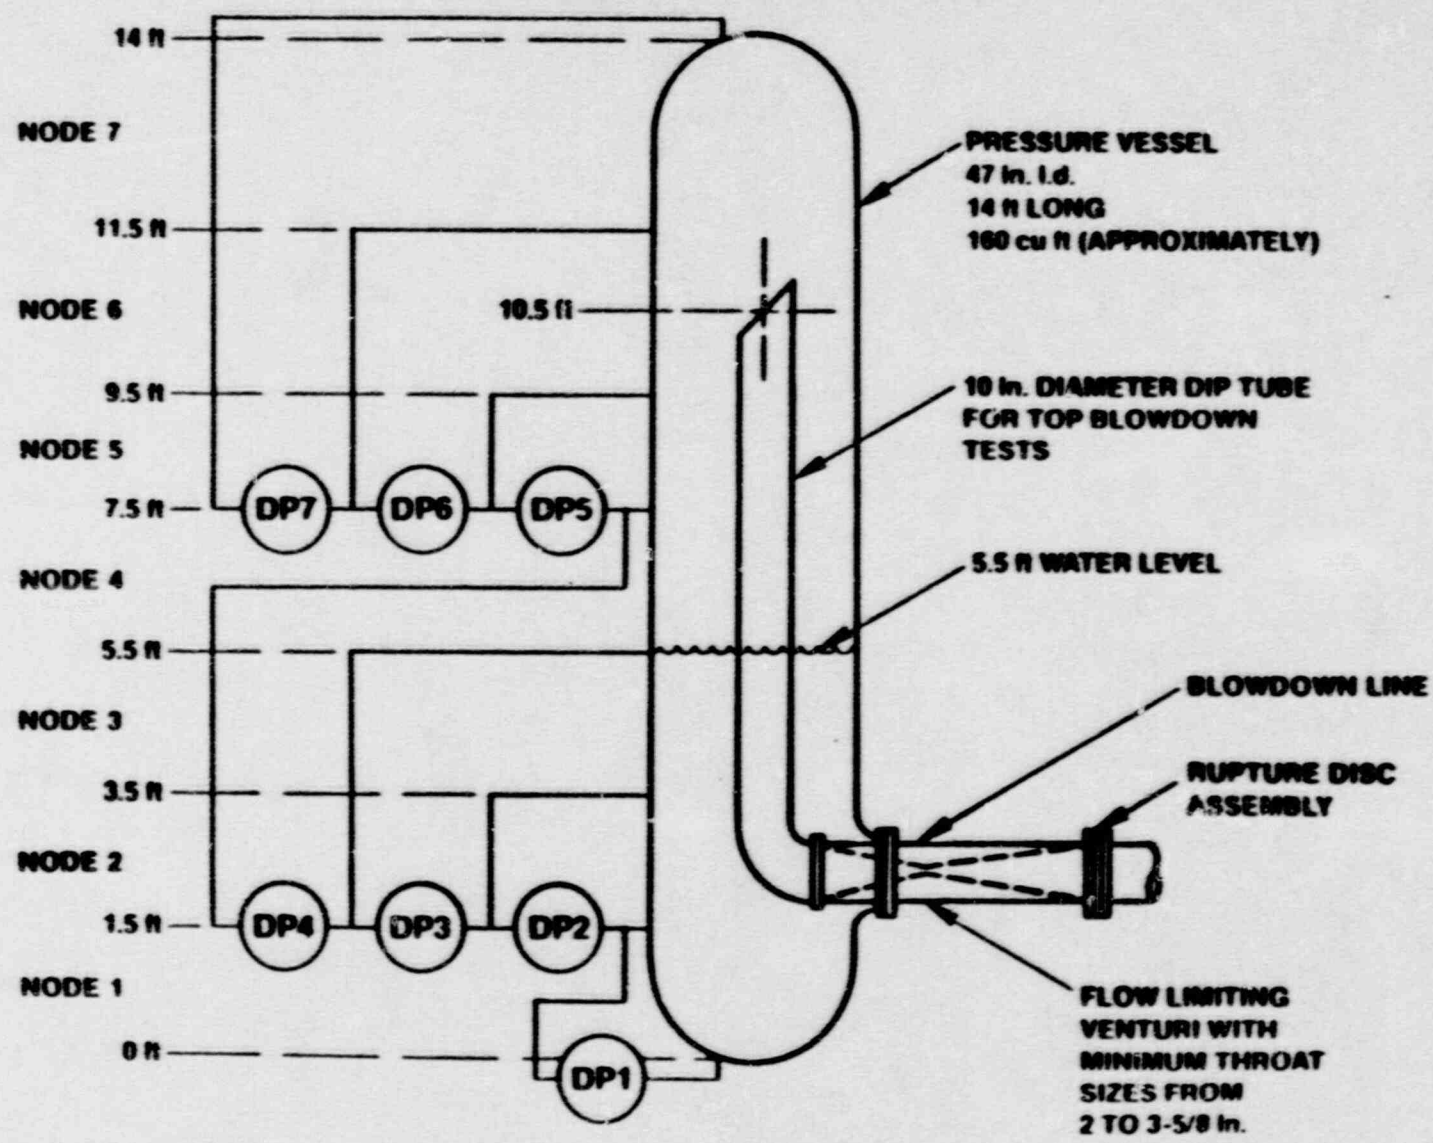 14 ft
NODE 7
PRESSURE VESSEL
47 in. i.d.
14 ft LONG
160 cu ft (APPROXIMATELY)
11.5 ft
NODE 6
10.5 ft
9.5 ft
10 in. DIAMETER DIP TUBE
FOR TOP BLOWDOWN
TESTS
NODE 5
7.5 ft
DP7
DP6
DP5
NODE 4
5.5 ft WATER LEVEL
5.5 ft
BLOWDOWN LINE
NODE 3
RUPTURE DISC
ASSEMBLY
3.5 ft
NODE 2
1.5 ft
DP4
DP3
DP2
NODE 1
FLOW LIMITING
VENTURI WITH
MINIMUM THROAT
SIZES FROM
2 TO 3-5/8 in.
0 ft
DP1